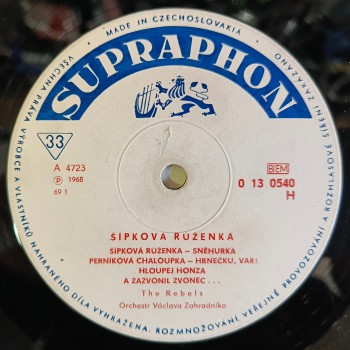 MADE IN CZECHOSLOVAKIA
SUPRAPHON
VŠECHNA PRÁVA VÝROBCE A VLASTNÍKŮ NAHRANÉHO DÍLA VYHRAŽENA. ROZMNOŽOVÁNÍ, VEŘEJNÉ PROVOZOVÁNÍ A ROZHLASOVÉ ŠÍŘENÍ ZAKÁZÁNO
33
A 4723
Ⓟ 1968
69 1
BIEM
0 13 0540
H
ŠÍPKOVÁ RŮŽENKA
ŠÍPKOVÁ RŮŽENKA – SNĚHURKA
PERNÍKOVÁ CHALOUPKA – HRNEČKU, VAŘ!
HLOUPEJ HONZA
A ZAZVONIL ZVONEC . . .
The Rebels
Orchestr Václava Zahradníka